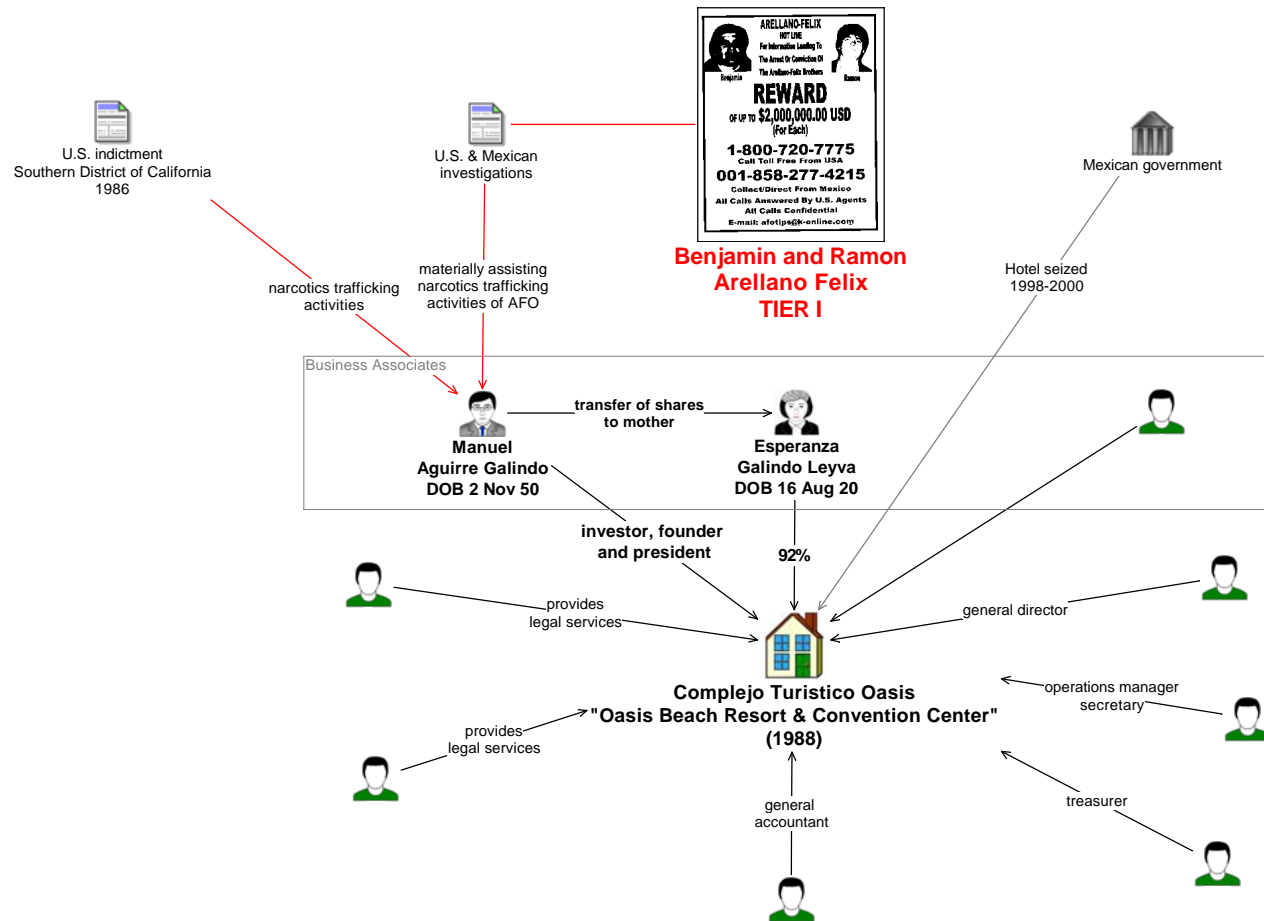 ARELLANO-FELIX
HOT LINE
For Information Leading To
The Arrest Or Conviction Of
The Arellano-Felix Brothers
Benjamin
Ramon
REWARD
OF UP TO $2,000,000.00 USD
(For Each)
1-800-720-7775
Call Toll Free From USA
001-858-277-4215
Collect/Direct From Mexico
All Calls Answered By U.S. Agents
All Calls Confidential
E-mail: afotips@k-online.com
U.S. indictment
Southern District of California
1986
U.S. & Mexican
investigations
Mexican government
Benjamin and Ramon
Arellano Felix
TIER I
narcotics trafficking
activities
materially assisting
narcotics trafficking
activities of AFO
Hotel seized
1998-2000
Business Associates
transfer of shares
to mother
Manuel
Aguirre Galindo
DOB 2 Nov 50
Esperanza
Galindo Leyva
DOB 16 Aug 20
investor, founder
and president
92%
provides
legal services
general director
Complejo Turistico Oasis
"Oasis Beach Resort & Convention Center"
(1988)
operations manager
secretary
provides
legal services
general
accountant
treasurer